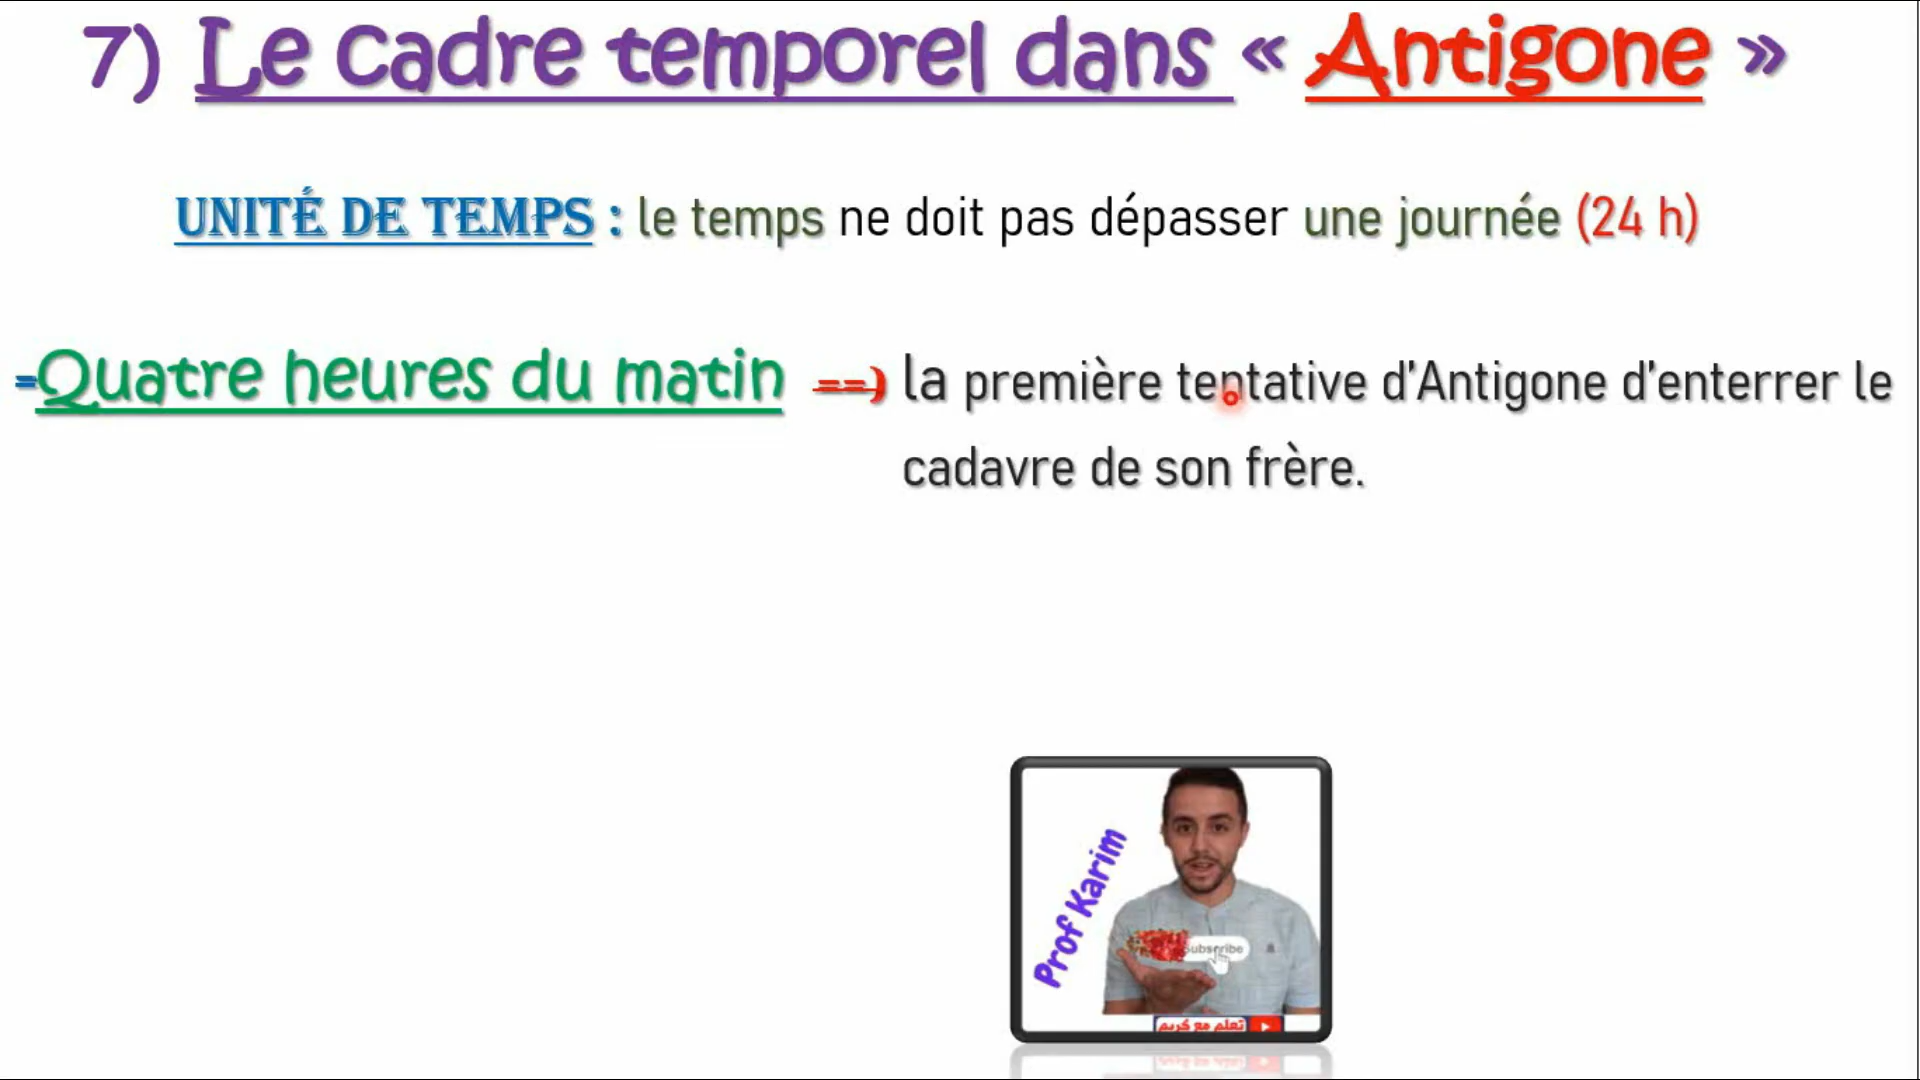 7) Le cadre temporel dans « Antigone »
UNITÉ DE TEMPS : le temps ne doit pas dépasser une journée (24 h)
=Quatre heures du matin ==) la première tentative d'Antigone d'enterrer le
cadavre de son frère.
Prof Karim
Subscribe
تعلم مع كريم